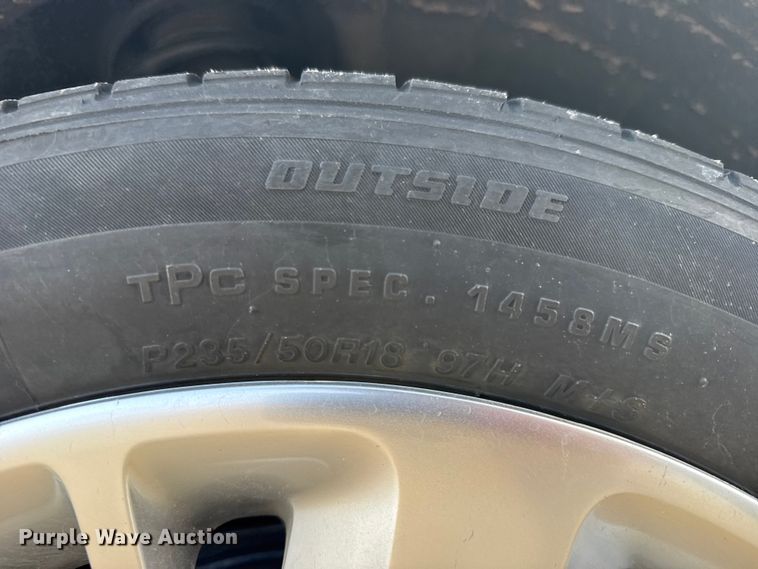 OUTSIDE
TPC SPEC. 1458MS
P235/50R18 97H M+S
Purple Wave Auction